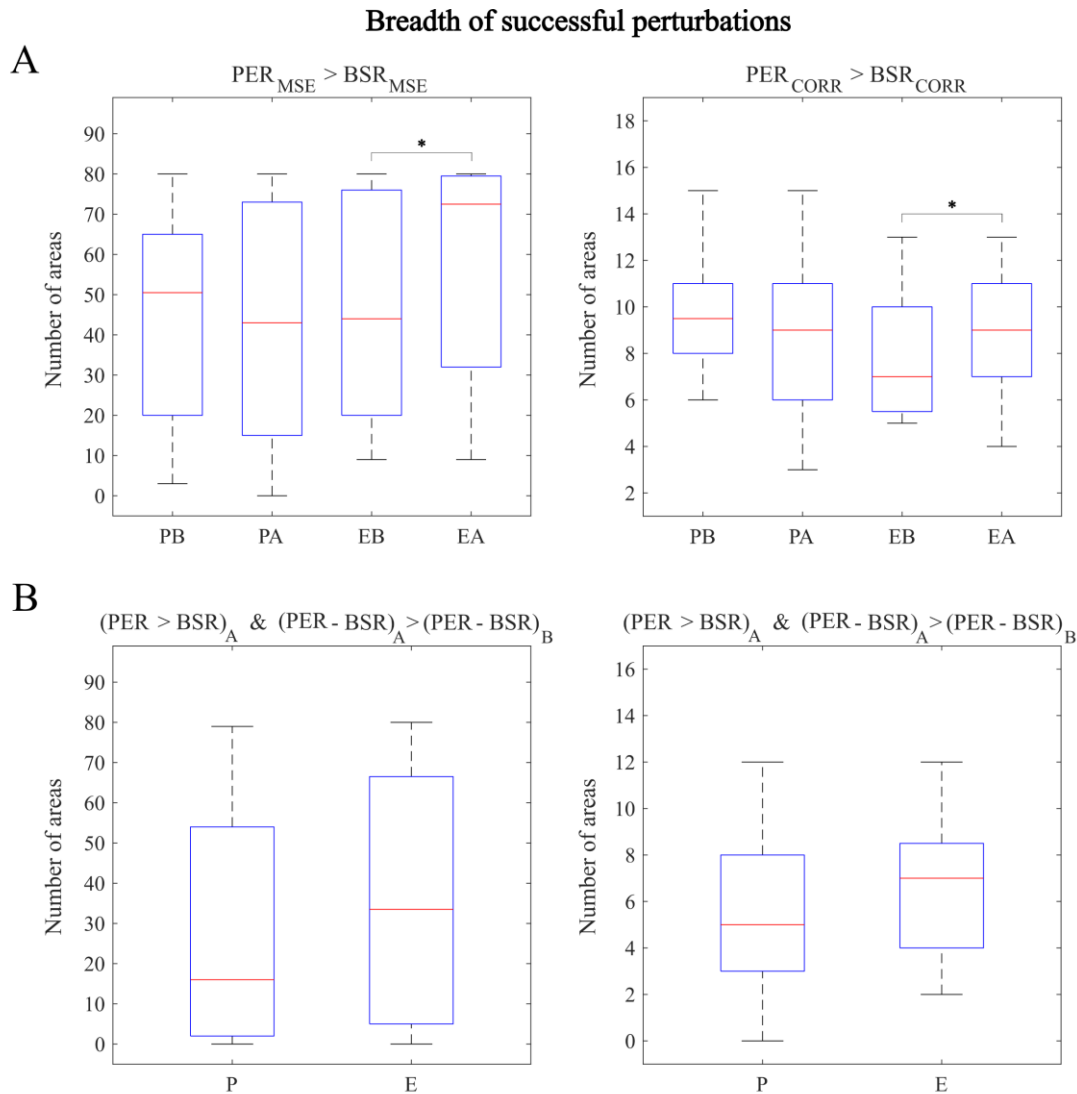 Breadth of successful perturbations
A
PER_MSE > BSR_MSE
PER_CORR > BSR_CORR
Number of areas
90
80
70
60
50
40
30
20
10
0
PB PA EB EA
*
Number of areas
18
16
14
12
10
8
6
4
2
PB PA EB EA
*
B
(PER > BSR)_A & (PER - BSR)_A > (PER - BSR)_B
(PER > BSR)_A & (PER - BSR)_A > (PER - BSR)_B
Number of areas
90
80
70
60
50
40
30
20
10
0
P E
Number of areas
16
14
12
10
8
6
4
2
0
P E